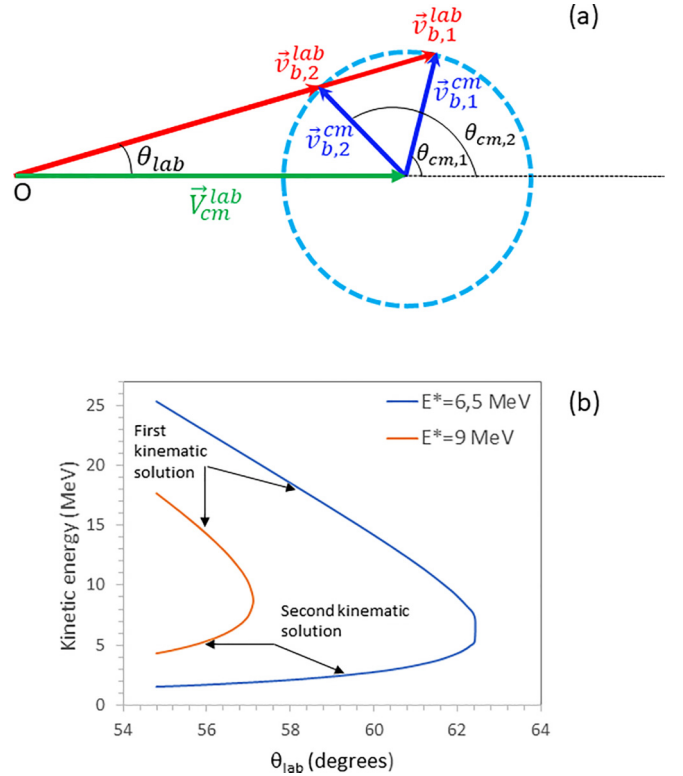 (a)
v⃗ lab b,1
v⃗ lab b,2
v⃗ cm b,1
v⃗ cm b,2
θcm,2
θcm,1
θlab
O
V⃗ lab cm
(b)
E*=6,5 MeV
E*=9 MeV
First
kinematic
solution
Second kinematic
solution
Kinetic energy (MeV)
25
20
15
10
5
0
54 56 58 60 62 64
θlab (degrees)